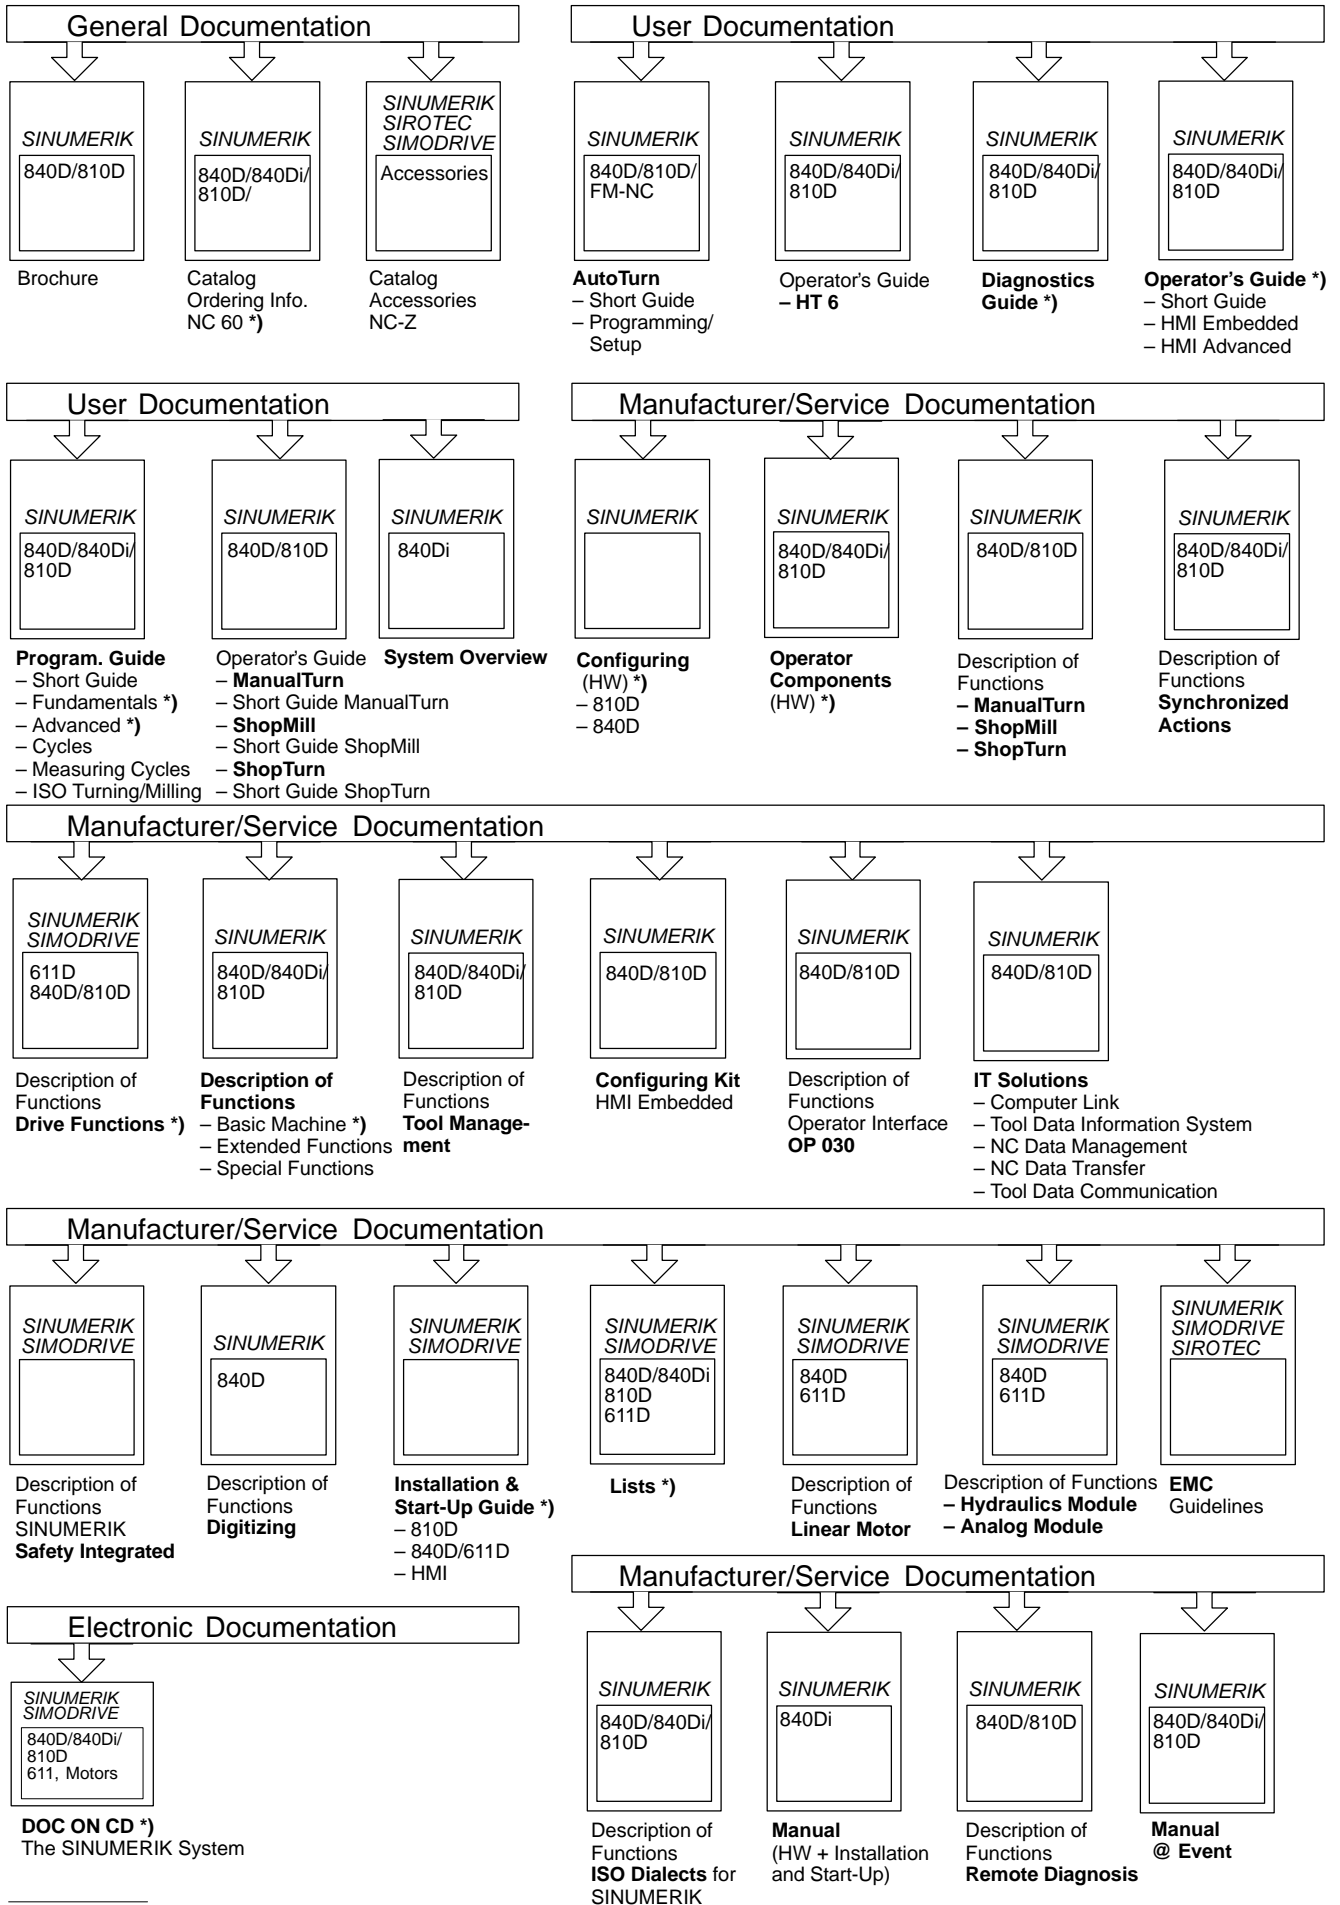 General Documentation
SINUMERIK
840D/810D
Brochure
SINUMERIK
840D/840Di/
810D/
Catalog
Ordering Info.
NC 60 *)
SINUMERIK
SIROTEC
SIMODRIVE
Accessories
Catalog
Accessories
NC-Z
User Documentation
SINUMERIK
840D/810D/
FM-NC
AutoTurn
– Short Guide
– Programming/
Setup
SINUMERIK
840D/840Di/
810D
Operator's Guide
– HT 6
SINUMERIK
840D/840Di/
810D
Diagnostics
Guide *)
SINUMERIK
840D/840Di/
810D
Operator's Guide *)
– Short Guide
– HMI Embedded
– HMI Advanced
User Documentation
SINUMERIK
840D/840Di/
810D
Program. Guide
– Short Guide
– Fundamentals *)
– Advanced *)
– Cycles
– Measuring Cycles
– ISO Turning/Milling
SINUMERIK
840D/810D
Operator's Guide
– ManualTurn
– Short Guide ManualTurn
– ShopMill
– Short Guide ShopMill
– ShopTurn
– Short Guide ShopTurn
SINUMERIK
840Di
System Overview
Manufacturer/Service Documentation
SINUMERIK
Configuring
(HW) *)
– 810D
– 840D
SINUMERIK
840D/840Di/
810D
Operator
Components
(HW) *)
SINUMERIK
840D/810D
Description of
Functions
– ManualTurn
– ShopMill
– ShopTurn
SINUMERIK
840D/840Di/
810D
Description of
Functions
Synchronized
Actions
Manufacturer/Service Documentation
SINUMERIK
SIMODRIVE
611D
840D/810D
Description of
Functions
Drive Functions *)
SINUMERIK
840D/840Di/
810D
Description of
Functions
– Basic Machine *)
– Extended Functions
– Special Functions
SINUMERIK
840D/840Di/
810D
Description of
Functions
Tool Manage-
ment
SINUMERIK
840D/810D
Configuring Kit
HMI Embedded
SINUMERIK
840D/810D
Description of
Functions
Operator Interface
OP 030
SINUMERIK
840D/810D
IT Solutions
– Computer Link
– Tool Data Information System
– NC Data Management
– NC Data Transfer
– Tool Data Communication
Manufacturer/Service Documentation
SINUMERIK
SIMODRIVE
Description of
Functions
SINUMERIK
Safety Integrated
SINUMERIK
840D
Description of
Functions
Digitizing
SINUMERIK
SIMODRIVE
Installation &
Start-Up Guide *)
– 810D
– 840D/611D
– HMI
SINUMERIK
SIMODRIVE
840D/840Di
810D
611D
Lists *)
SINUMERIK
SIMODRIVE
840D
611D
Description of
Functions
Linear Motor
SINUMERIK
SIMODRIVE
840D
611D
Description of Functions
– Hydraulics Module
– Analog Module
SINUMERIK
SIMODRIVE
SIROTEC
EMC
Guidelines
Electronic Documentation
SINUMERIK
SIMODRIVE
840D/840Di/
810D
611, Motors
DOC ON CD *)
The SINUMERIK System
Manufacturer/Service Documentation
SINUMERIK
840D/840Di/
810D
Description of
Functions
ISO Dialects for
SINUMERIK
SINUMERIK
840Di
Manual
(HW + Installation
and Start-Up)
SINUMERIK
840D/810D
Description of
Functions
Remote Diagnosis
SINUMERIK
840D/840Di/
810D
Manual
@ Event